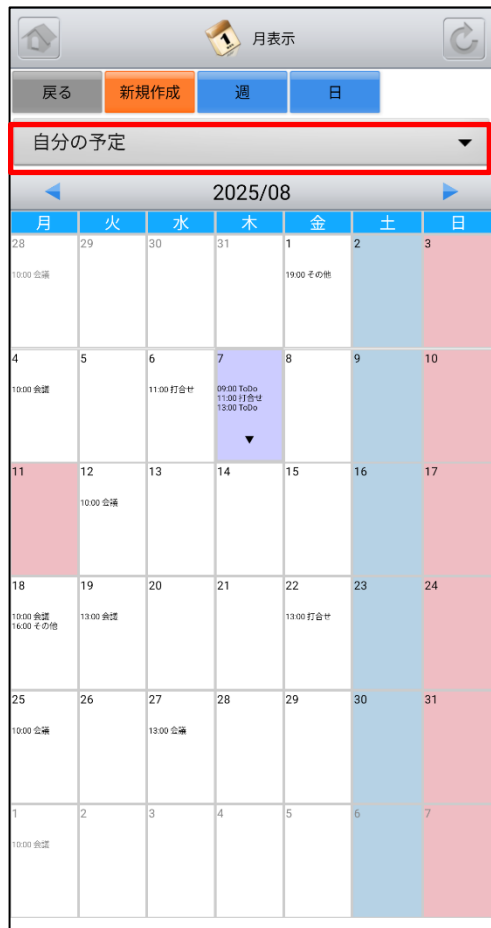 月表示
戻る 新規作成 週 日
自分の予定
2025/08
月 火 水 木 金 土 日
28 29 30 31 1 2 3
10:00 会議 19:00 その他
4 5 6 7 8 9 10
10:00 会議 11:00 打合せ 09:00 ToDo
11:00 打合せ
13:00 ToDo
11 12 13 14 15 16 17
10:00 会議
18 19 20 21 22 23 24
10:00 会議 13:00 会議 13:00 打合せ
16:00 その他
25 26 27 28 29 30 31
10:00 会議 13:00 会議
1 2 3 4 5 6 7
10:00 会議